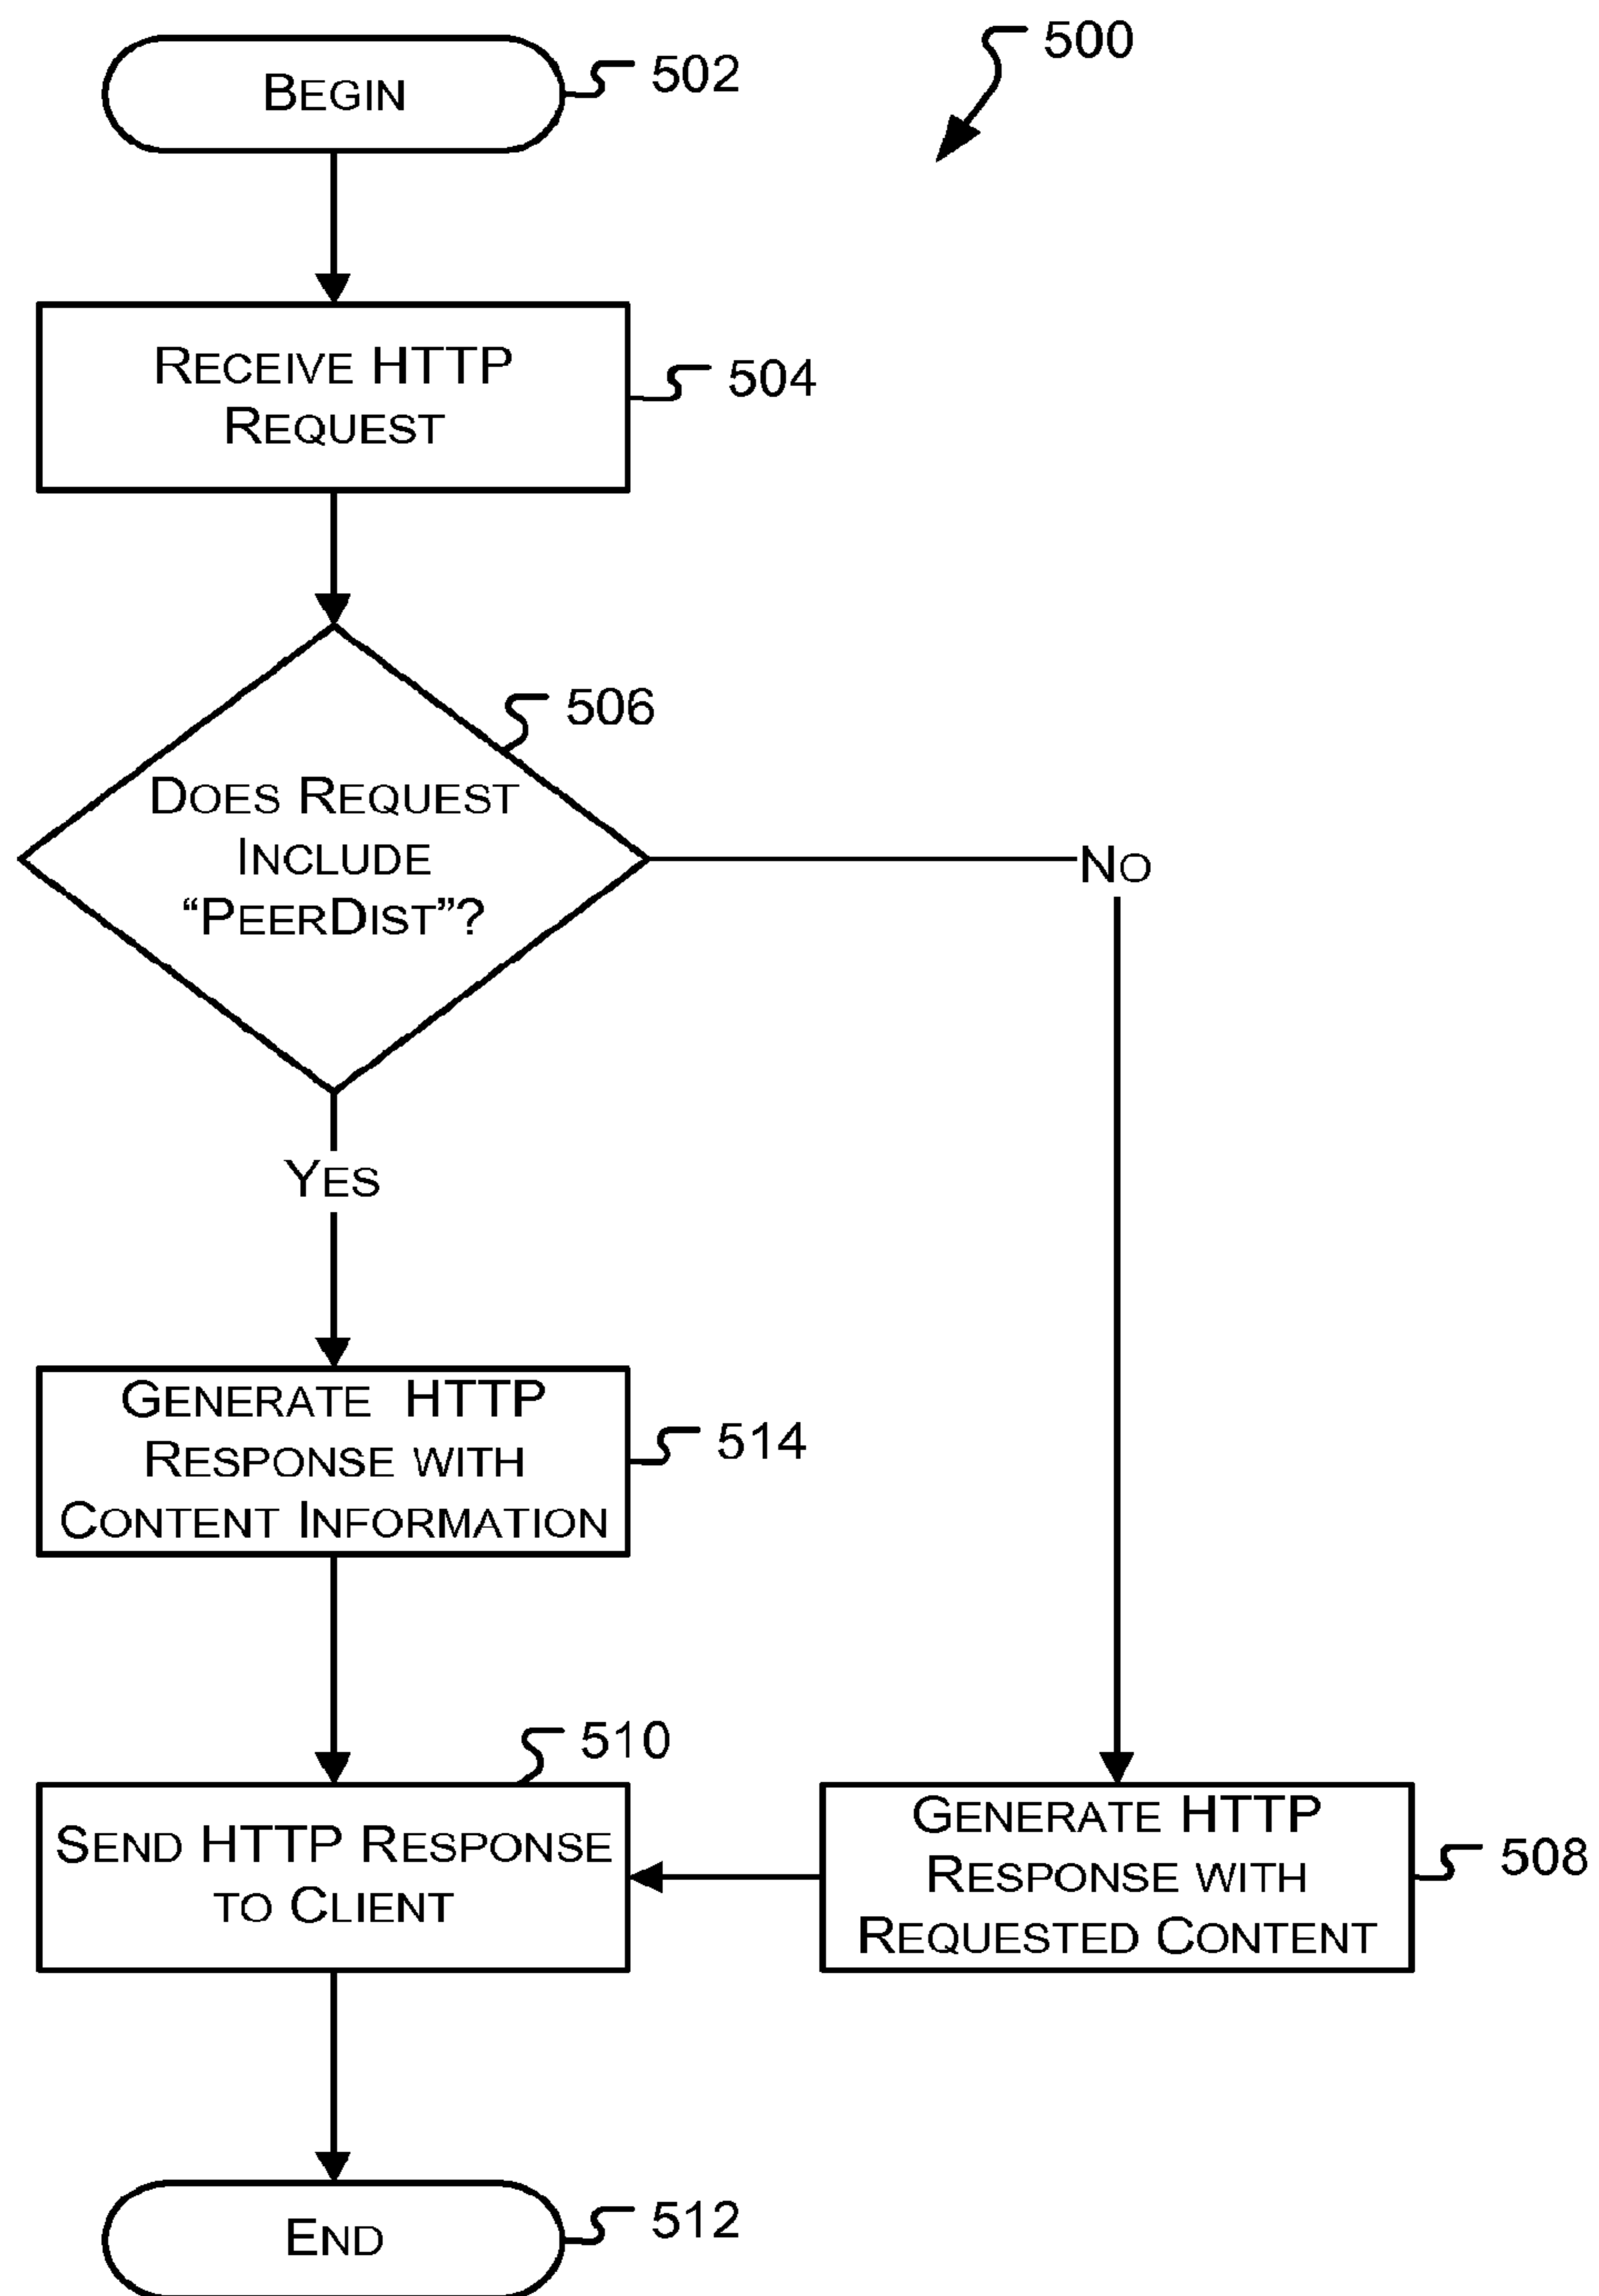 500
BEGIN
502
RECEIVE HTTP
REQUEST
504
506
DOES REQUEST
INCLUDE
“PEERDIST”?
NO
YES
GENERATE HTTP
RESPONSE WITH
CONTENT INFORMATION
514
510
SEND HTTP RESPONSE
TO CLIENT
GENERATE HTTP
RESPONSE WITH
REQUESTED CONTENT
508
END
512